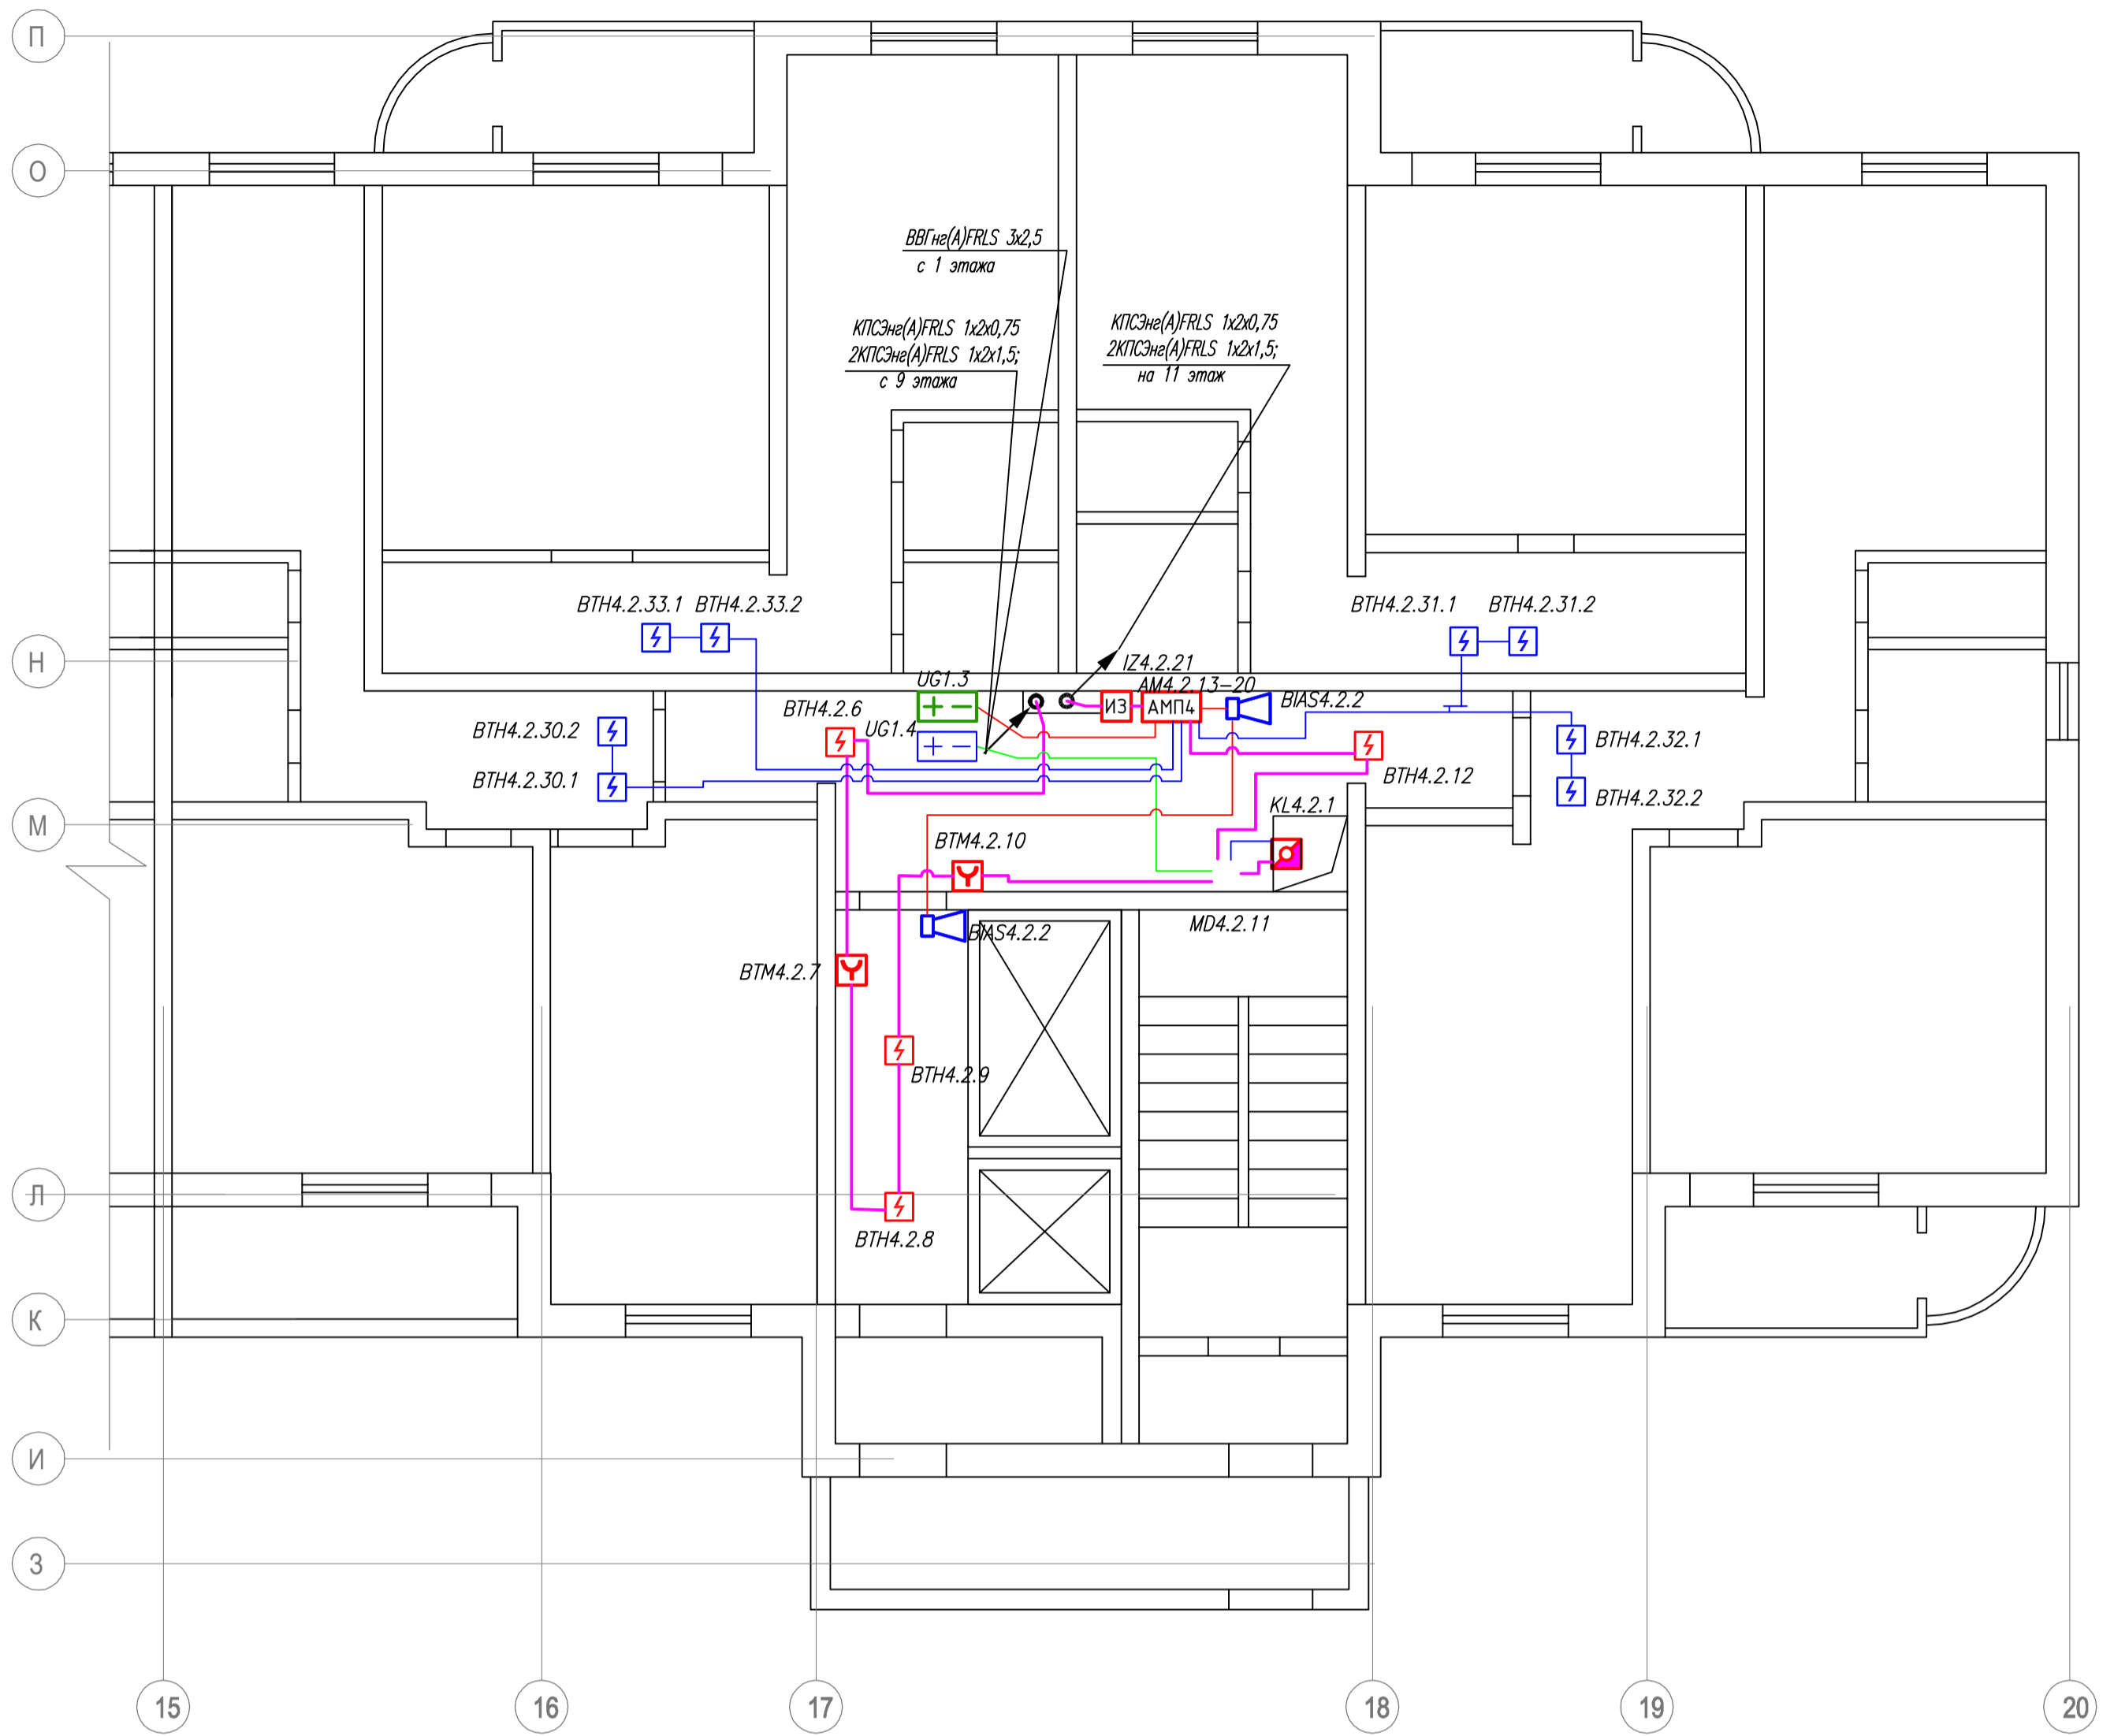 П
О
ВВГнг(А)FRLS 3x2,5
с 1 этажа
КПСЭнг(А)FRLS 1x2x0,75
2КПСЭнг(А)FRLS 1x2x1,5;
с 9 этажа
КПСЭнг(А)FRLS 1x2x0,75
2КПСЭнг(А)FRLS 1x2x1,5;
на 11 этаж
BTH4.2.33.1 BTH4.2.33.2
BTH4.2.31.1 BTH4.2.31.2
Н
IZ4.2.21
UG1.3
AM4.2.13-20
BIAS4.2.2
BTH4.2.6
ИЗ
АМП4
UG1.4
BTH4.2.30.2
BTH4.2.32.1
BTH4.2.30.1
BTH4.2.12
BTH4.2.32.2
KL4.2.1
М
BTM4.2.10
BIAS4.2.2
MD4.2.11
BTM4.2.7
BTH4.2.9
Л
BTH4.2.8
К
И
З
15
16
17
18
19
20